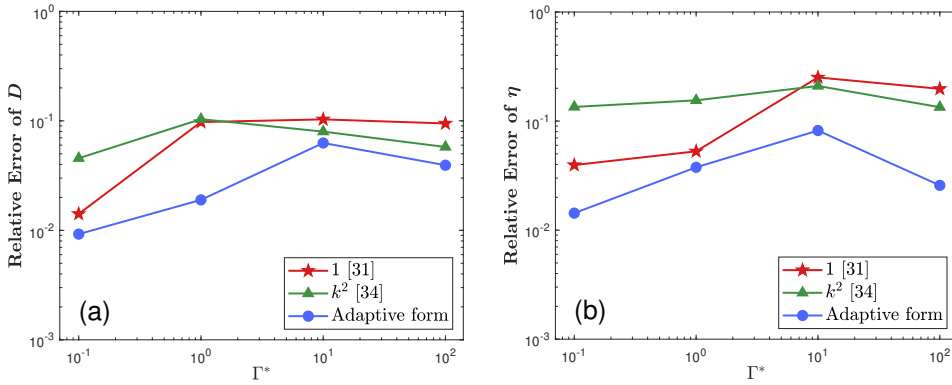 10^0
10^-1
10^-2
10^-3
Relative Error of D
10^-1
10^0
10^1
10^2
Γ*
(a)
1 [31]
k^2 [34]
Adaptive form
10^0
10^-1
10^-2
10^-3
Relative Error of η
10^-1
10^0
10^1
10^2
Γ*
(b)
1 [31]
k^2 [34]
Adaptive form